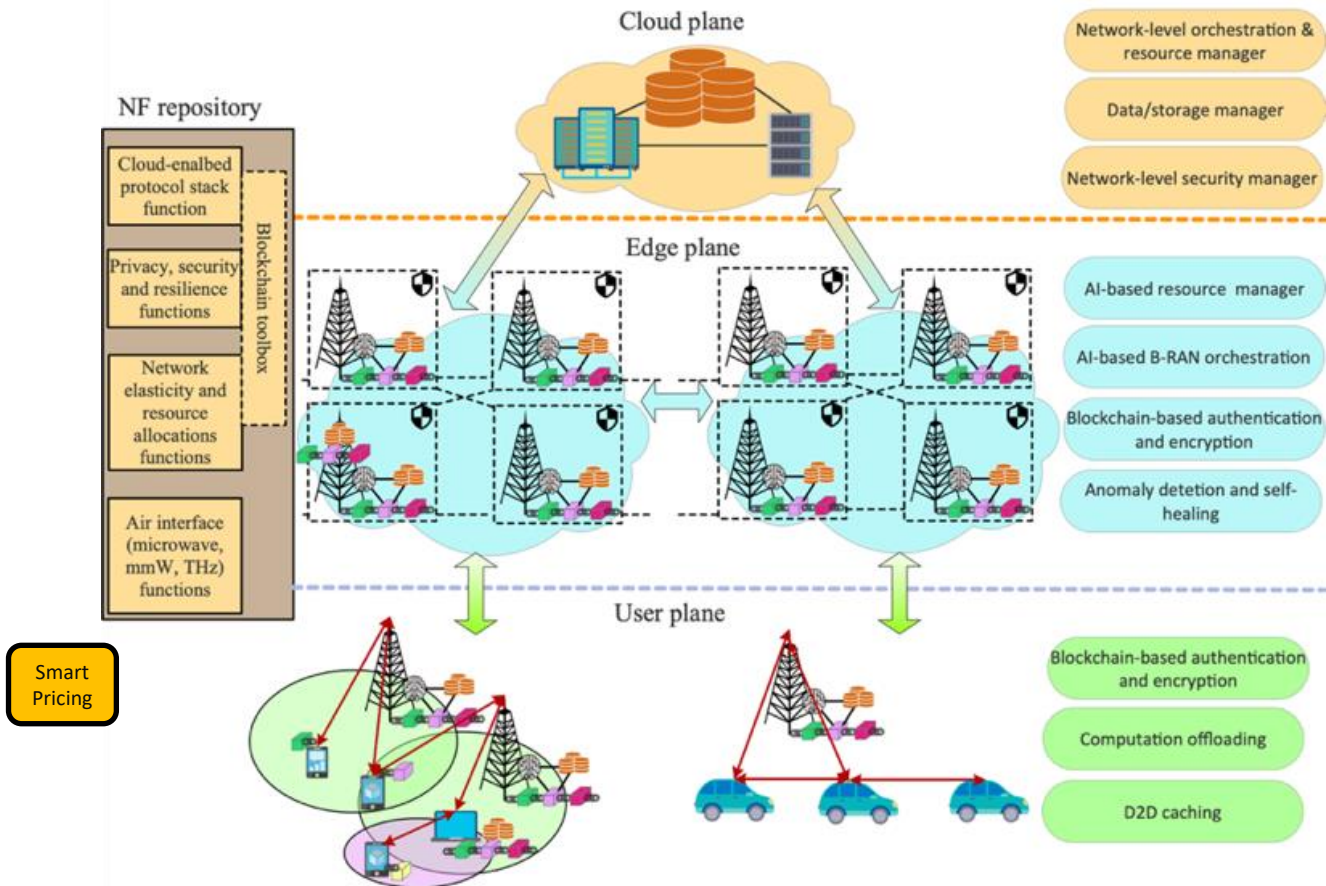 Cloud plane
Network-level orchestration &
resource manager
Data/storage manager
Network-level security manager
NF repository
Cloud-enalbed
protocol stack
function
Privacy, security
and resilience
functions
Network
elasticity and
resource
allocations
functions
Air interface
(microwave,
mmW, THz)
functions
Blockchain toolbox
Edge plane
AI-based resource manager
AI-based B-RAN orchestration
Blockchain-based authentication
and encryption
Anomaly detetion and self-
healing
User plane
Smart
Pricing
Blockchain-based authentication
and encryption
Computation offloading
D2D caching